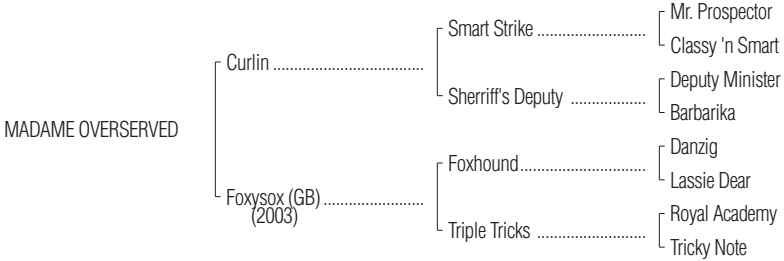 Mr. Prospector
Smart Strike ..........................
Classy 'n Smart
Curlin ....................................
Deputy Minister
Sherriff's Deputy ..................
Barbarika
MADAME OVERSERVED
Danzig
Foxhound..............................
Lassie Dear
Foxysox (GB) ........................
(2003)
Royal Academy
Triple Tricks ..........................
Tricky Note